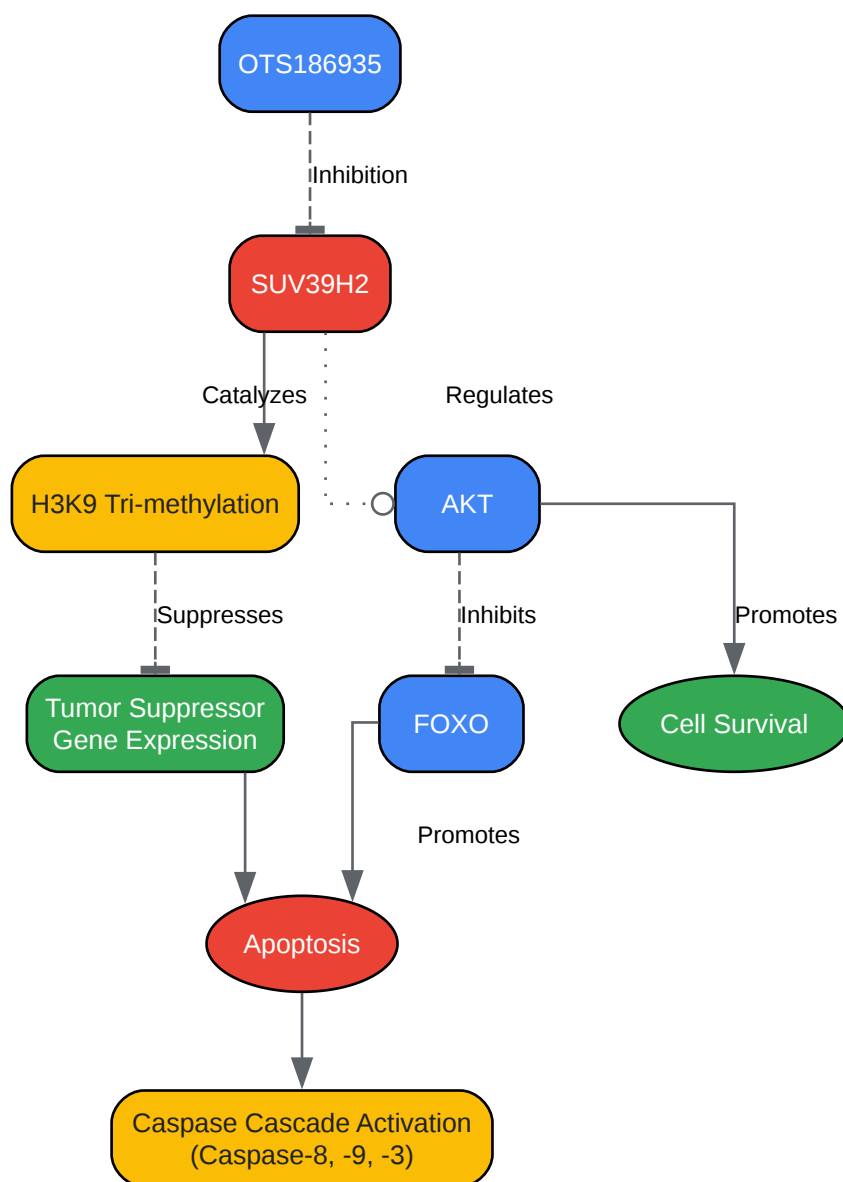 OTS186935
Inhibition
SUV39H2
Catalyzes
Regulates
H3K9 Tri-methylation
AKT
Suppresses
Inhibits
Promotes
Tumor Suppressor
Gene Expression
FOXO
Cell Survival
Promotes
Apoptosis
Caspase Cascade Activation
(Caspase-8, -9, -3)